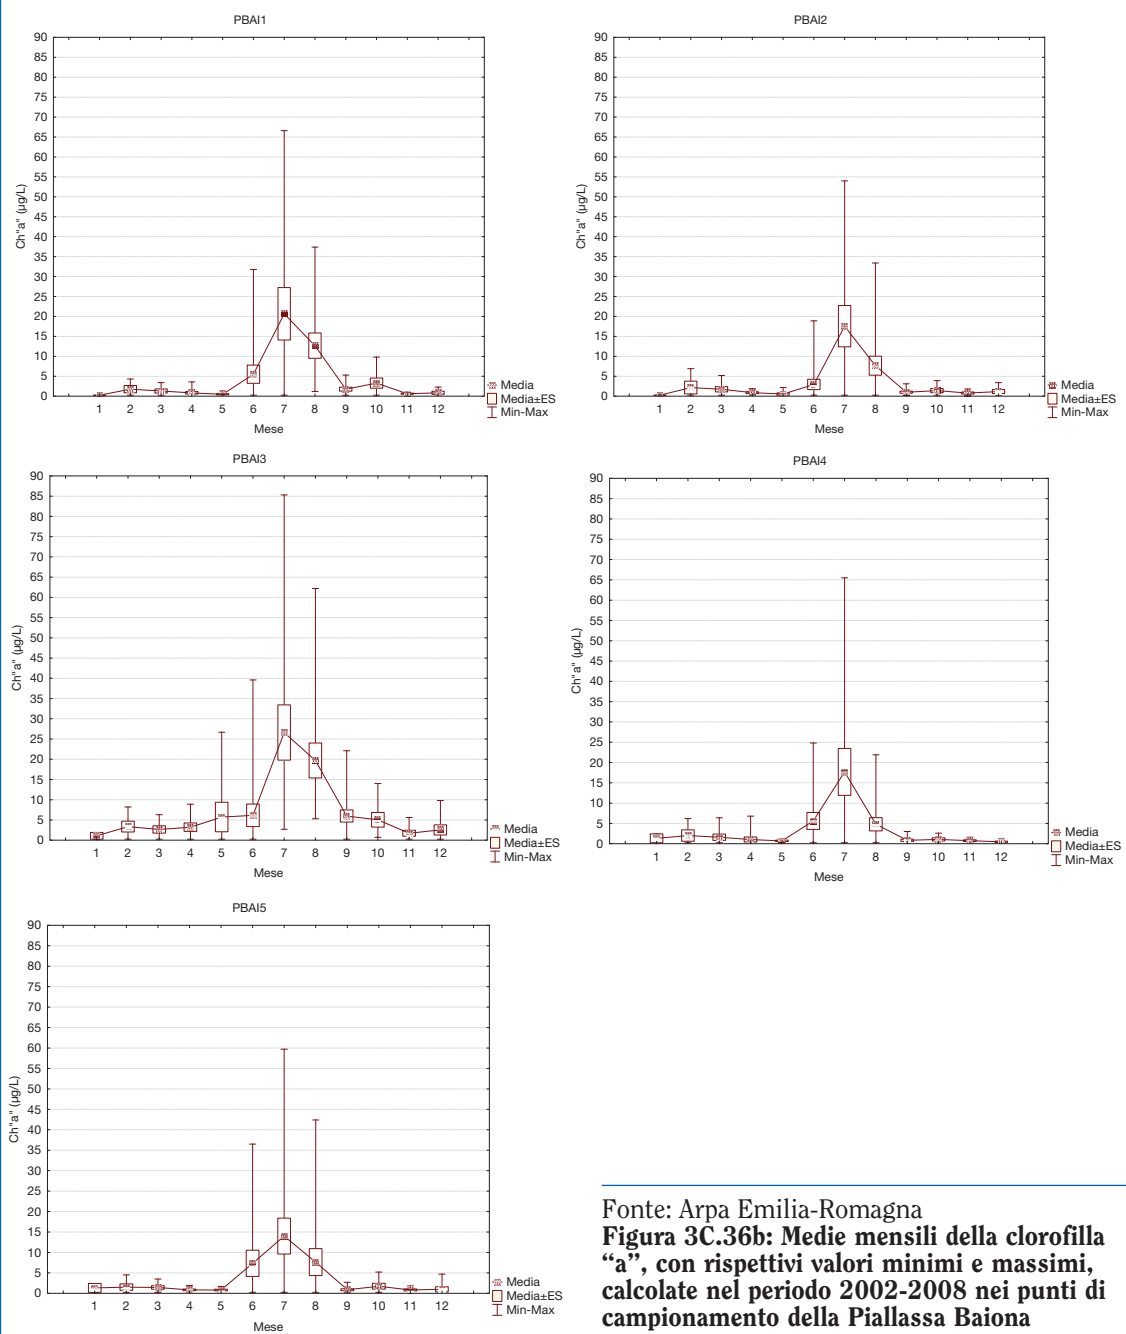 PBAI1
90
85
80
75
70
65
60
55
50
45
40
35
30
25
20
15
10
5
0
Ch"a" (µg/L)
1 2 3 4 5 6 7 8 9 10 11 12
Mese
Media
Media±ES
Min-Max
PBAI2
90
85
80
75
70
65
60
55
50
45
40
35
30
25
20
15
10
5
0
Ch"a" (µg/L)
1 2 3 4 5 6 7 8 9 10 11 12
Mese
Media
Media±ES
Min-Max
PBAI3
90
85
80
75
70
65
60
55
50
45
40
35
30
25
20
15
10
5
0
Ch"a" (µg/L)
1 2 3 4 5 6 7 8 9 10 11 12
Mese
Media
Media±ES
Min-Max
PBAI4
90
85
80
75
70
65
60
55
50
45
40
35
30
25
20
15
10
5
0
Ch"a" (µg/L)
1 2 3 4 5 6 7 8 9 10 11 12
Mese
Media
Media±ES
Min-Max
PBAI5
90
85
80
75
70
65
60
55
50
45
40
35
30
25
20
15
10
5
0
Ch"a" (µg/L)
1 2 3 4 5 6 7 8 9 10 11 12
Mese
Media
Media±ES
Min-Max
Fonte: Arpa Emilia-Romagna
Figura 3C.36b: Medie mensili della clorofilla
“a”, con rispettivi valori minimi e massimi,
calcolate nel periodo 2002-2008 nei punti di
campionamento della Piallassa Baiona